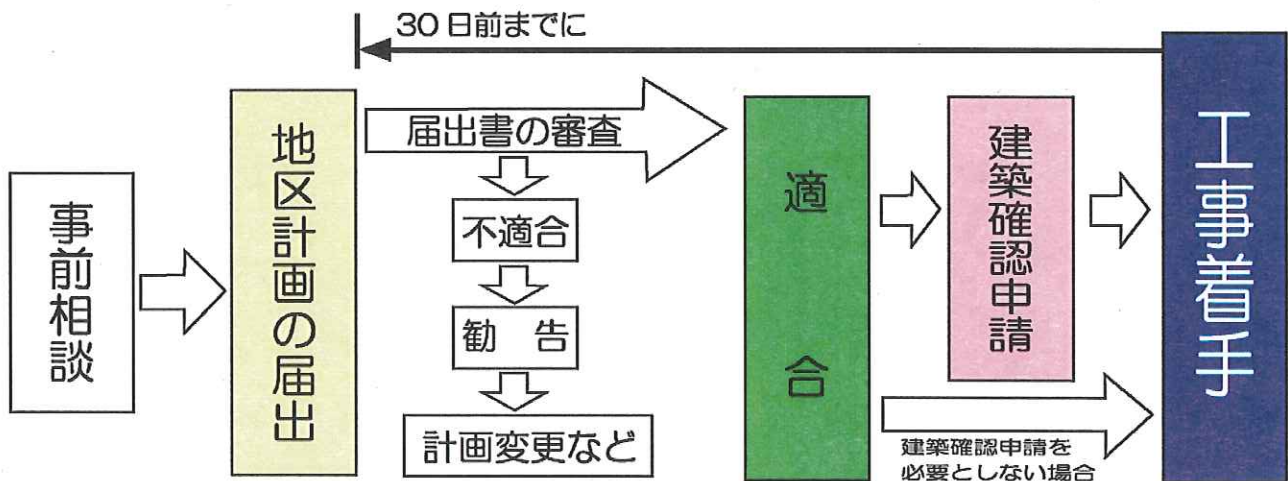 30日前までに
事前相談
地区計画の届出
届出書の審査
不適合
勧　告
計画変更など
適　合
建築確認申請
建築確認申請を
必要としない場合
工事着手